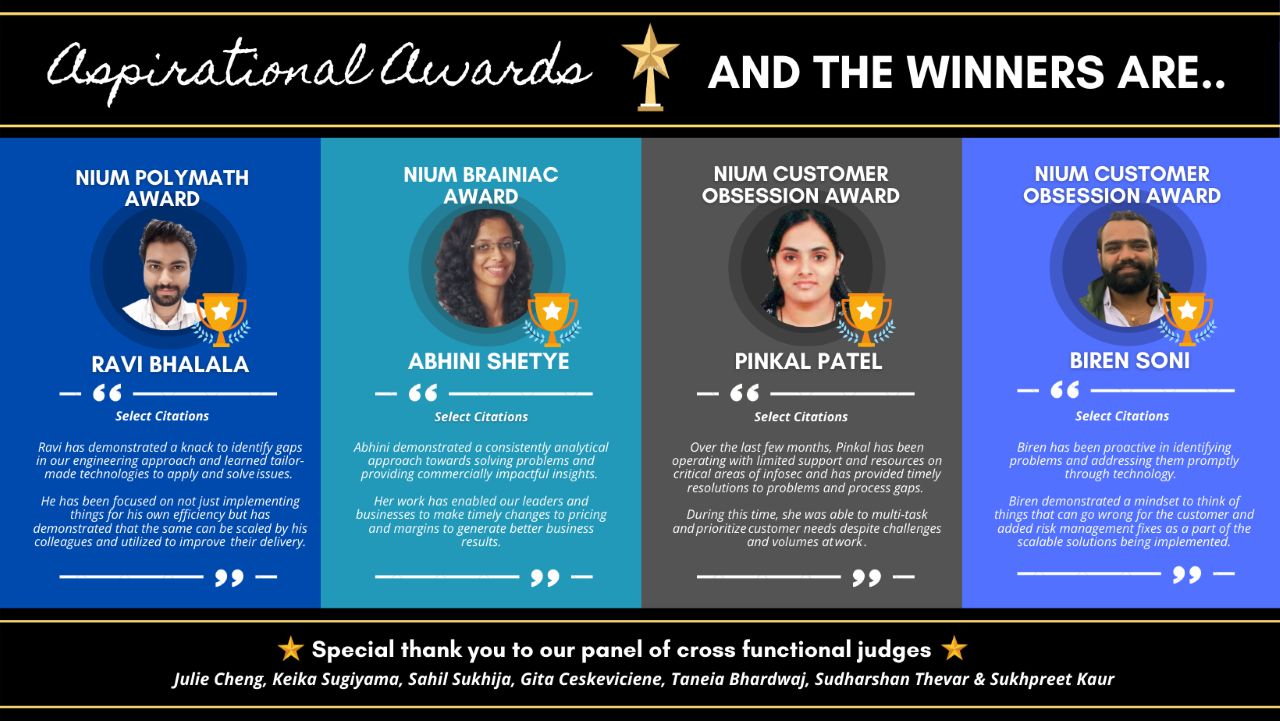 Aspirational Awards
AND THE WINNERS ARE..
NIUM POLYMATH
AWARD
RAVI BHALALA
Select Citations
Ravi has demonstrated a knack to identify gaps
in our engineering approach and learned tailor-
made technologies to apply and solve issues.
He has been focused on not just implementing
things for his own efficiency but has
demonstrated that the same can be scaled by his
colleagues and utilized to improve their delivery.
NIUM BRAINIAC
AWARD
ABHINI SHETYE
Select Citations
Abhini demonstrated a consistently analytical
approach towards solving problems and
providing commercially impactful insights.
Her work has enabled our leaders and
businesses to make timely changes to pricing
and margins to generate better business
results.
NIUM CUSTOMER
OBSESSION AWARD
PINKAL PATEL
Select Citations
Over the last few months, Pinkal has been
operating with limited support and resources on
critical areas of infosec and has provided timely
resolutions to problems and process gaps.
During this time, she was able to multi-task
and prioritize customer needs despite challenges
and volumes at work.
NIUM CUSTOMER
OBSESSION AWARD
BIREN SONI
Select Citations
Biren has been proactive in identifying
problems and addressing them promptly
through technology.
Biren demonstrated a mindset to think of
things that can go wrong for the customer and
added risk management fixes as a part of the
scalable solutions being implemented.
Special thank you to our panel of cross functional judges
Julie Cheng, Keika Sugiyama, Sahil Sukhija, Gita Ceskeviciene, Taneia Bhardwaj, Sudharshan Thevar & Sukhpreet Kaur